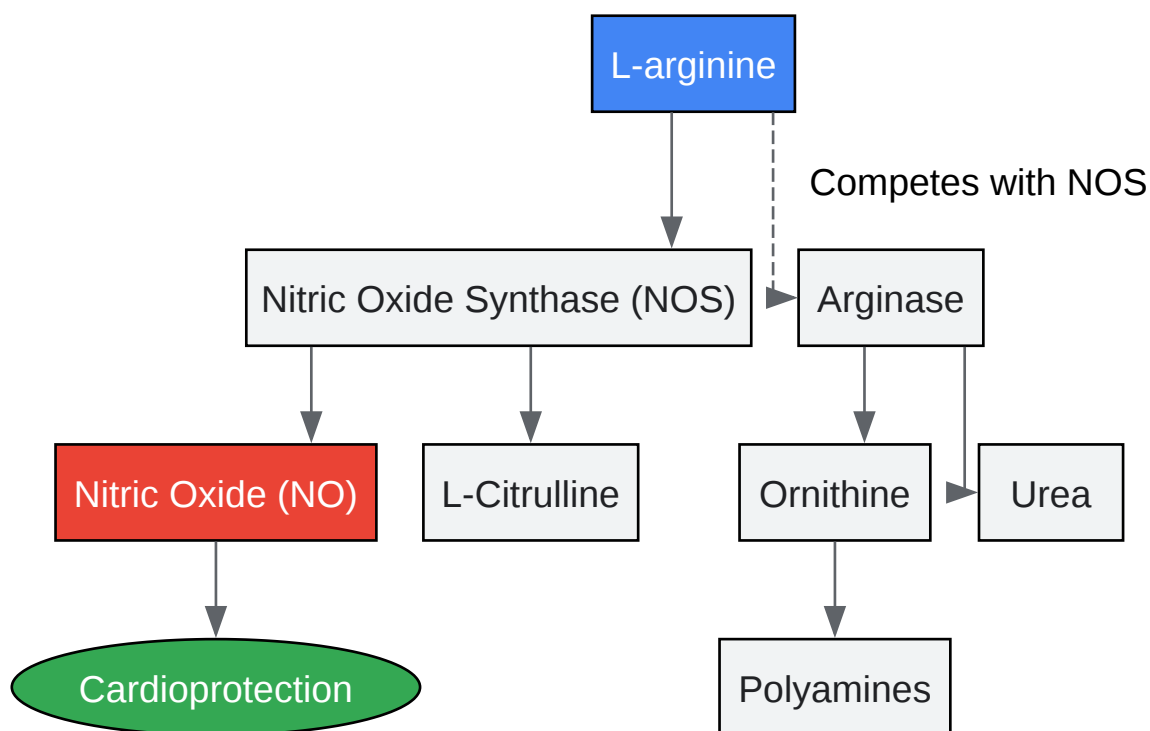 L-arginine
Competes with NOS
Nitric Oxide Synthase (NOS)
Arginase
Nitric Oxide (NO)
L-Citrulline
Ornithine
Urea
Cardioprotection
Polyamines